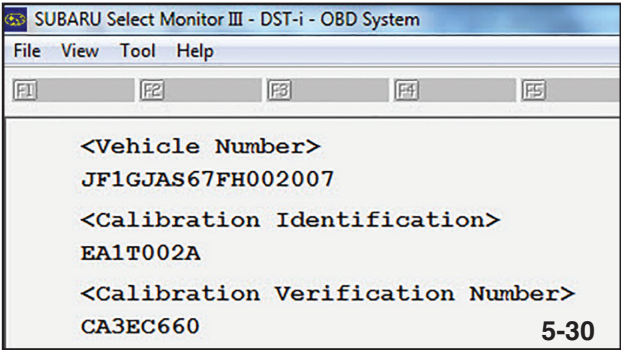 SUBARU Select Monitor III - DST-i - OBD System
File View Tool Help
F1 F2 F3 F4 F5
<Vehicle Number>
JF1GJAS67FH002007
<Calibration Identification>
EA1T002A
<Calibration Verification Number>
CA3EC660
5-30